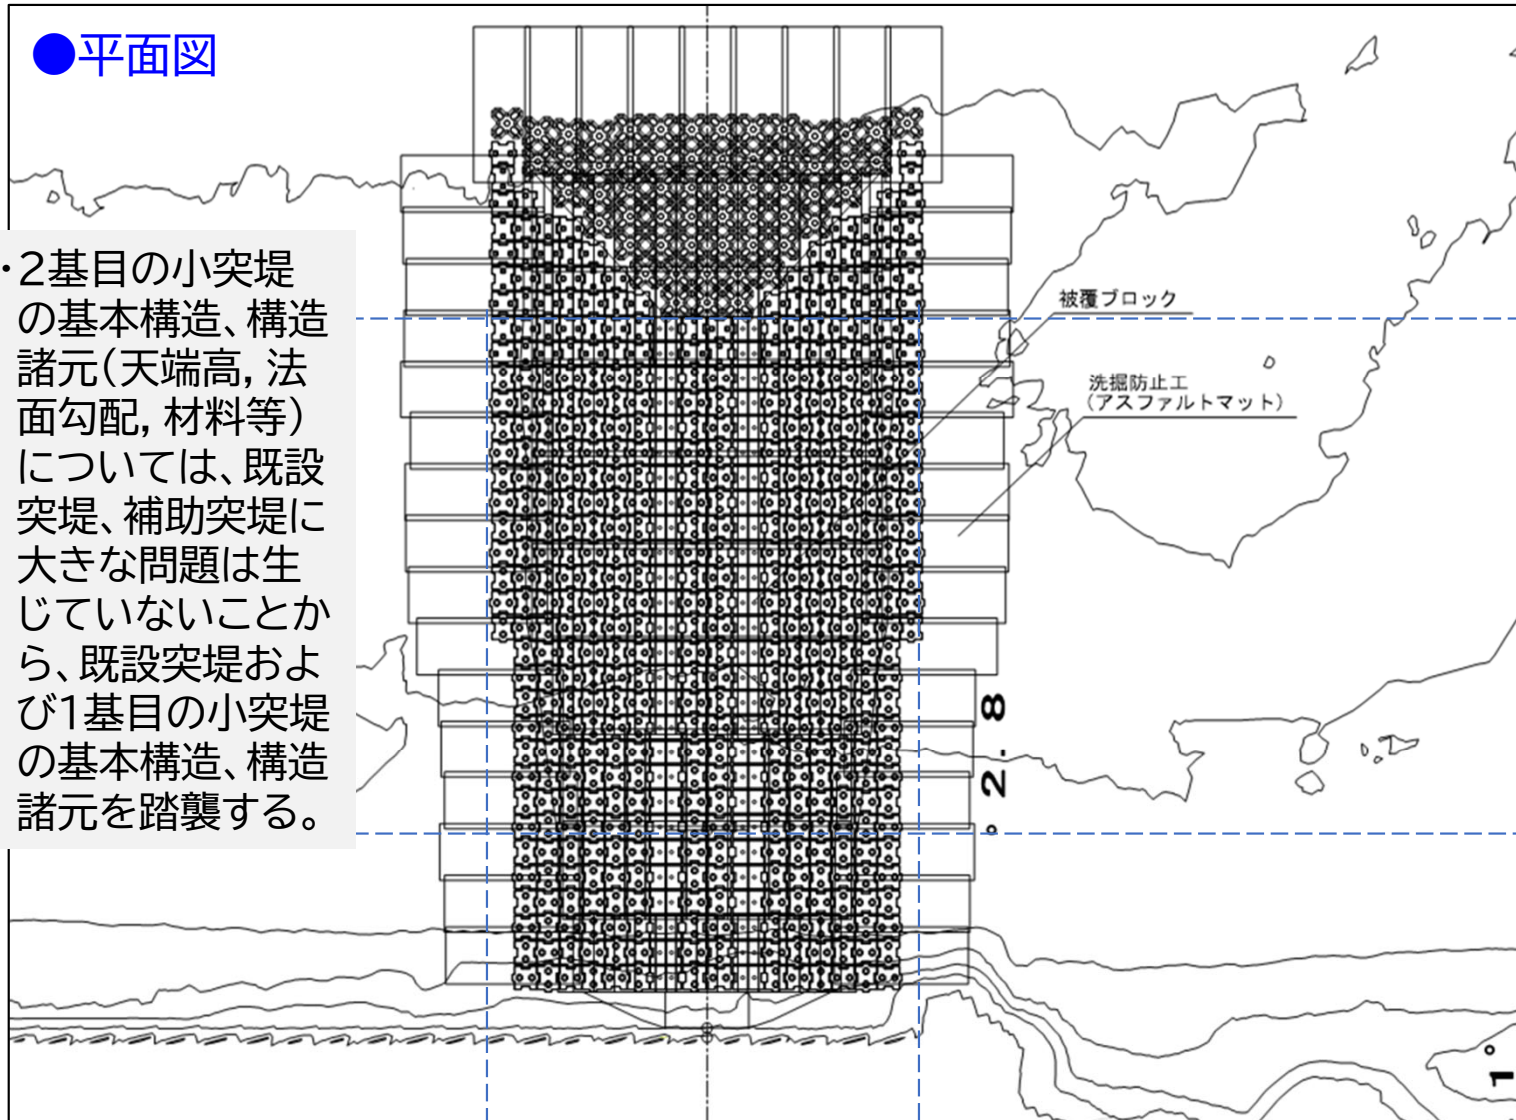 ●平面図
・2基目の小突堤
の基本構造、構造
諸元(天端高, 法
面勾配, 材料等)
については、既設
突堤、補助突堤に
大きな問題は生
じていないことか
ら、既設突堤およ
び1基目の小突堤
の基本構造、構造
諸元を踏襲する。
被覆ブロック
洗掘防止工
(アスファルトマット)
°2.8
1°